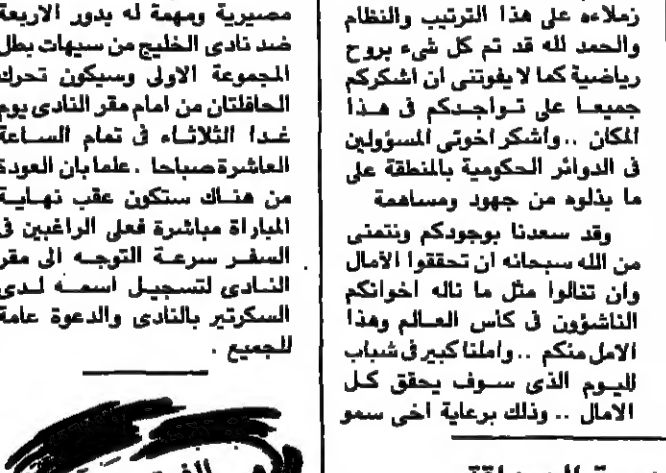 زملاءه على هذا الترتيب والنظام
والحمد لله قد تم كل شيء بروح
رياضية كما لا يفوتنى ان اشكركم
جميعا على تواجدكم فى هذا
المكان .. واشكر اخوتى المسؤولين
فى الدوائر الحكومية بالمنطقة على
ما بذلوه من جهود ومساهمة
وقد سعدنا بوجودكم ونتمنى
من الله سبحانه ان تحققوا الآمال
وان تنالوا مثل ما ناله اخوانكم
الناشؤون فى كأس العالم وهذا
الامل منكم .. واملنا كبير فى شباب
لليوم الذى سوف يحقق كل
الامال .. وذلك برعاية اخى سمو
مصيرية ومهمة له بدور الاربعة
ضد نادى الخليج من سيهات بطل
المجموعة الاولى وسيكون تحرك
الحافلتان من امام مقر النادى يوم
غدا الثلاثاء فى تمام الساعة
العاشرة صباحا . علما بان العودة
من هناك ستكون عقب نهاية
المباراة مباشرة فعلى الراغبين فى
السفر سرعة التوجه الى مقر
النادى لتسجيل اسمه لدى
السكرتير بالنادى والدعوة عامة
للجميع .